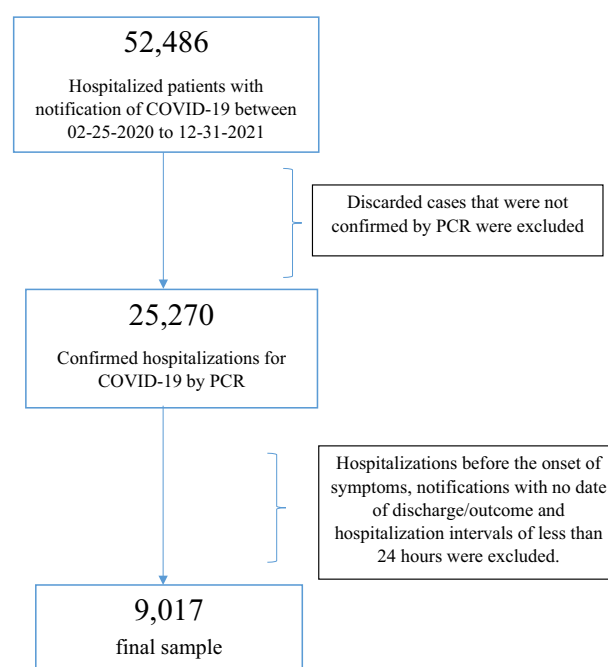 52,486
Hospitalized patients with
notification of COVID-19 between
02-25-2020 to 12-31-2021
Discarded cases that were not
confirmed by PCR were excluded
25,270
Confirmed hospitalizations for
COVID-19 by PCR
Hospitalizations before the onset of
symptoms, notifications with no date
of discharge/outcome and
hospitalization intervals of less than
24 hours were excluded.
9,017
final sample